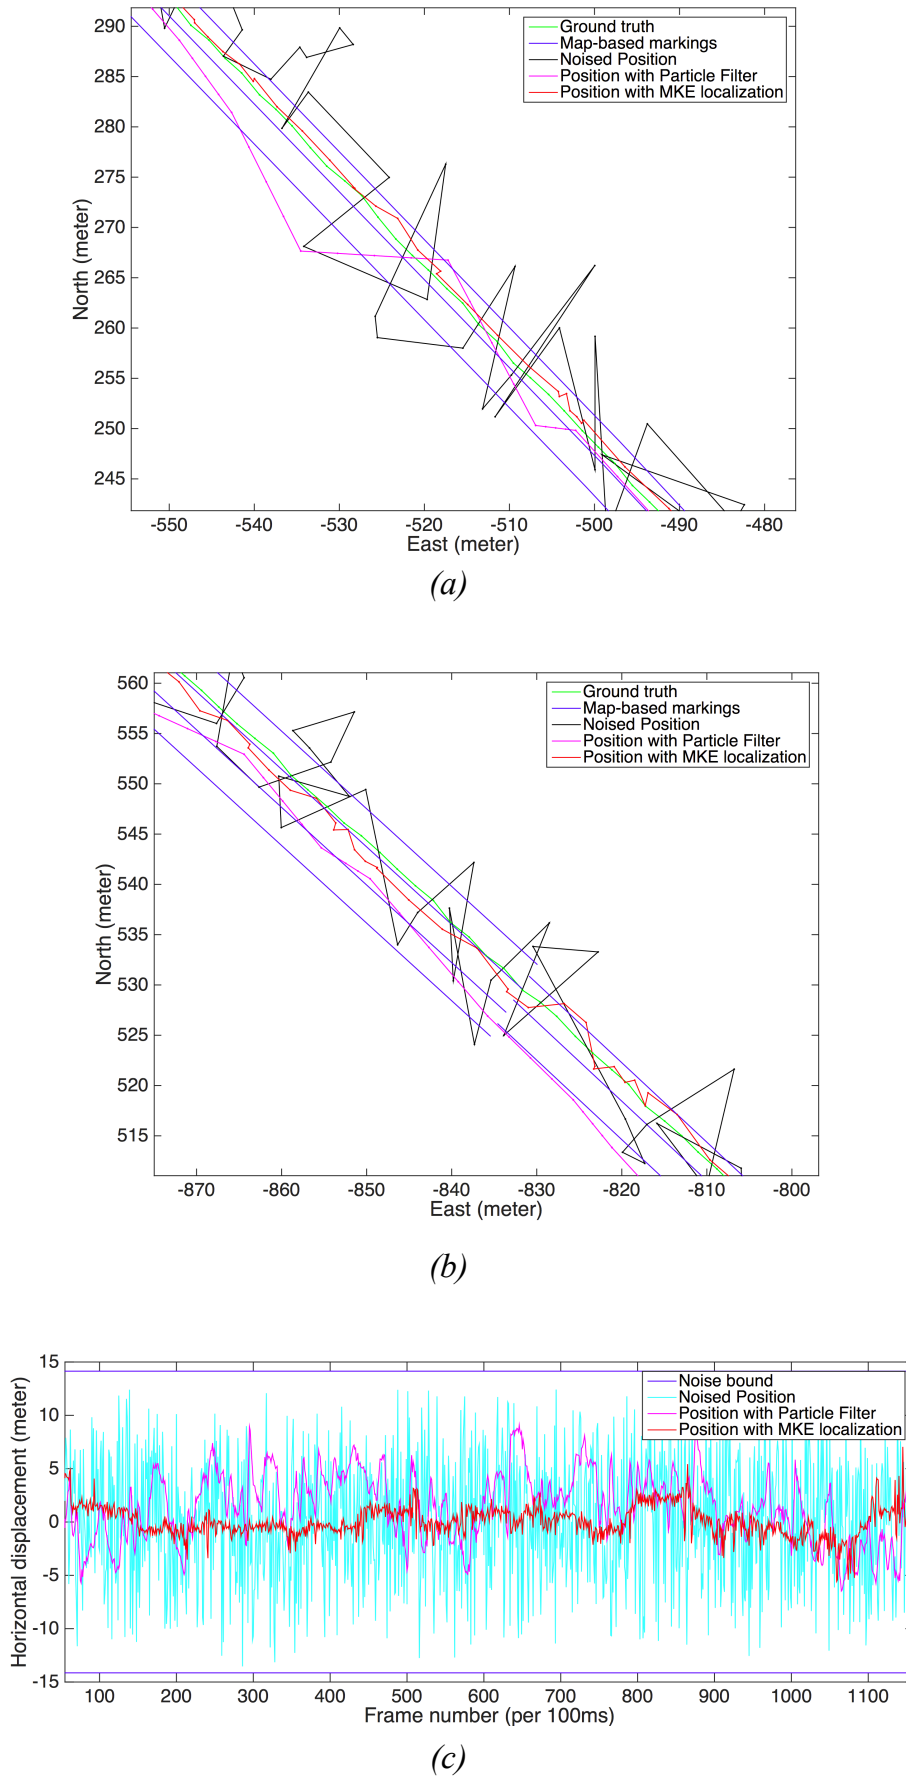 290
285
280
275
270
265
260
255
250
245
North (meter)
Ground truth
Map-based markings
Noised Position
Position with Particle Filter
Position with MKE localization
-550 -540 -530 -520 -510 -500 -490 -480
East (meter)
(a)
560
555
550
545
540
535
530
525
520
515
North (meter)
Ground truth
Map-based markings
Noised Position
Position with Particle Filter
Position with MKE localization
-870 -860 -850 -840 -830 -820 -810 -800
East (meter)
(b)
15
10
5
0
-5
-10
-15
Horizontal displacement (meter)
Noise bound
Noised Position
Position with Particle Filter
Position with MKE localization
100 200 300 400 500 600 700 800 900 1000 1100
Frame number (per 100ms)
(c)